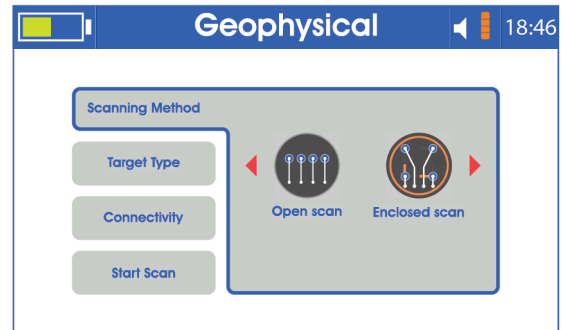 Geophysical
18:46
Scanning Method
Target Type
Connectivity
Start Scan
Open scan
Enclosed scan